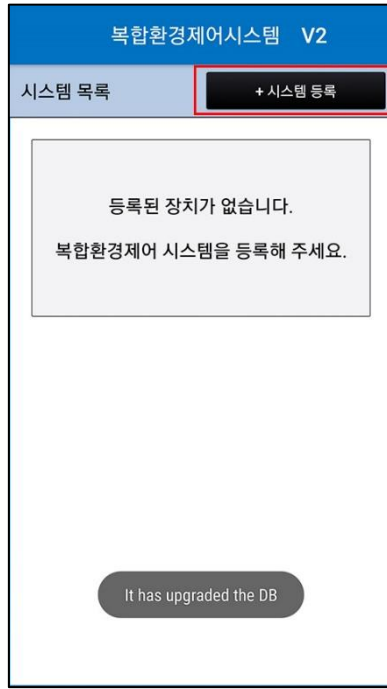 복합환경제어시스템 V2
시스템 목록
+ 시스템 등록
등록된 장치가 없습니다.
복합환경제어 시스템을 등록해 주세요.
It has upgraded the DB